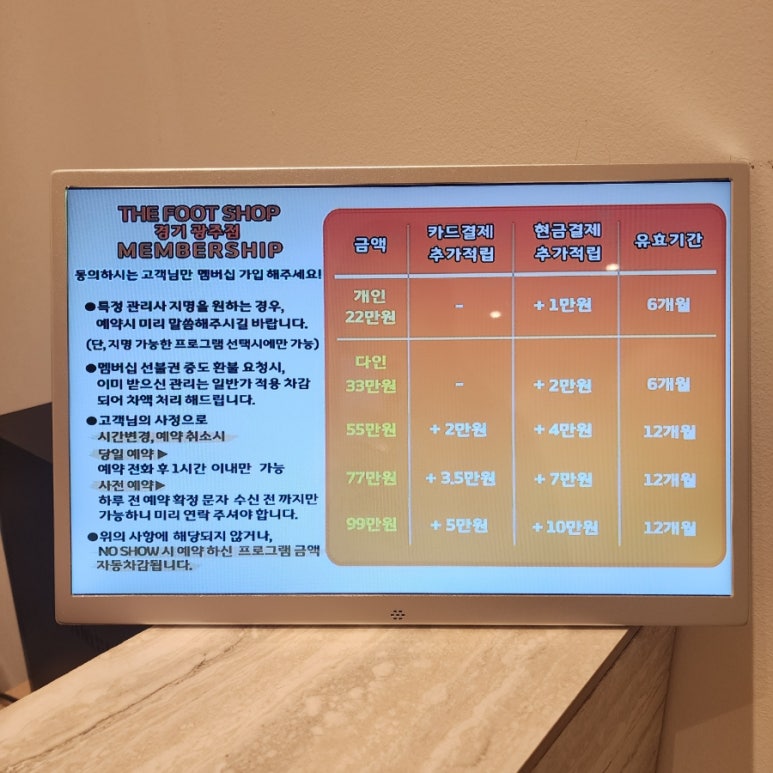 THE FOOT SHOP
경기 광주점
MEMBERSHIP
동의하시는 고객님만 멤버십 가입 해주세요!
●특정 관리사 지명을 원하는 경우,
예약시 미리 말씀해주시길 바랍니다.
(단, 지명 가능한 프로그램 선택시에만 가능)
●멤버십 선불권 중도 환불 요청시,
이미 받으신 관리는 일반가 적용 차감
되어 차액 처리 해드립니다.
●고객님의 사정으로
시간변경, 예약 취소시
당일 예약▶
예약 전화 후 1시간 이내만 가능
사전 예약▶
하루 전 예약 확정 문자 수신 전 까지만
가능하니 미리 연락 주셔야 합니다.
●위의 사항에 해당되지 않거나,
NO SHOW 시 예약 하신 프로그램 금액
자동차감됩니다.
금액 카드결제 추가적립 현금결제 추가적립 유효기간
개인
22만원 - +1만원 6개월
다인
33만원 - +2만원 6개월
55만원 +2만원 +4만원 12개월
77만원 +3.5만원 +7만원 12개월
99만원 +5만원 +10만원 12개월